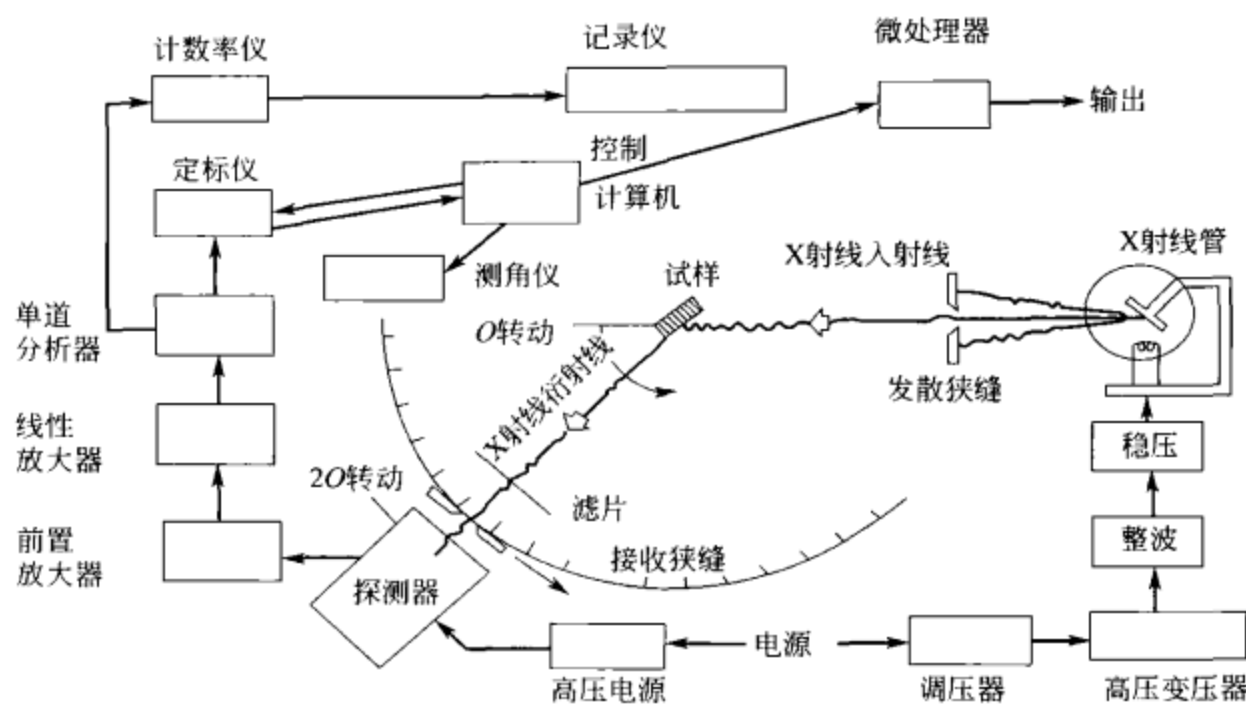 计数率仪
记录仪
微处理器
输出
控制
计算机
定标仪
测角仪
试样
X射线入射线
X射线管
单道
分析器
O转动
X射线衍射线
发散狭缝
线性
放大器
稳压
2O转动
滤片
前置
放大器
接收狭缝
整波
探测器
电源
高压电源
调压器
高压变压器